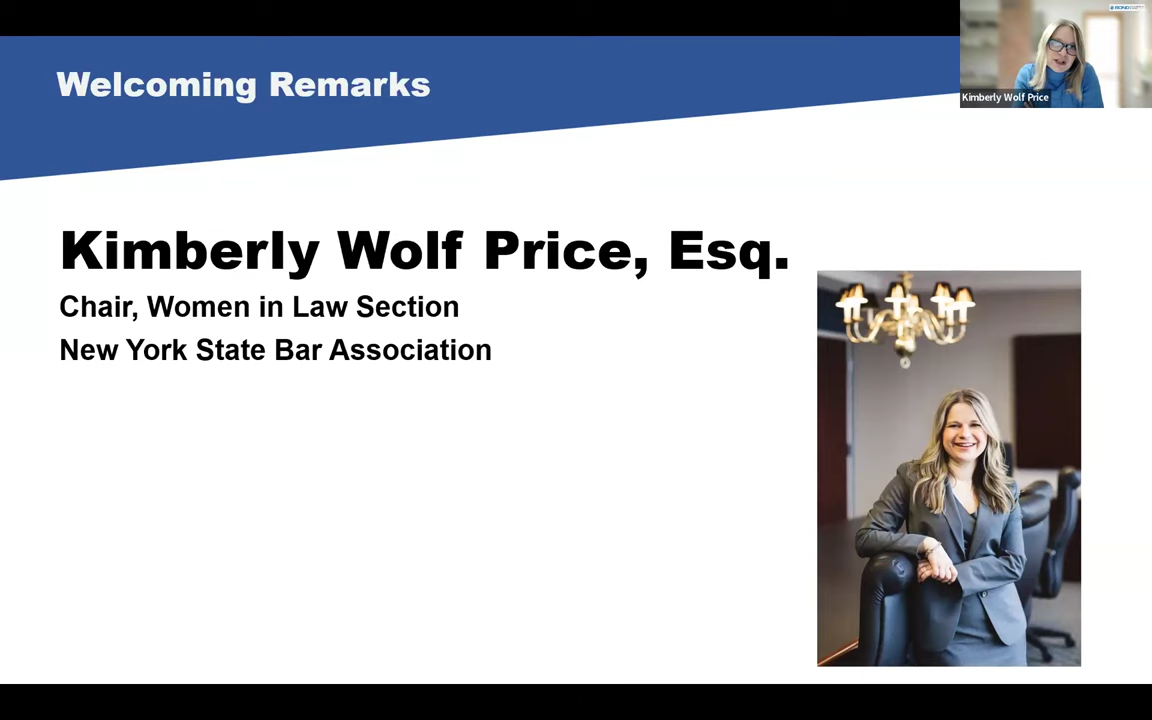 Welcoming Remarks
Kimberly Wolf Price
Kimberly Wolf Price, Esq.
Chair, Women in Law Section
New York State Bar Association